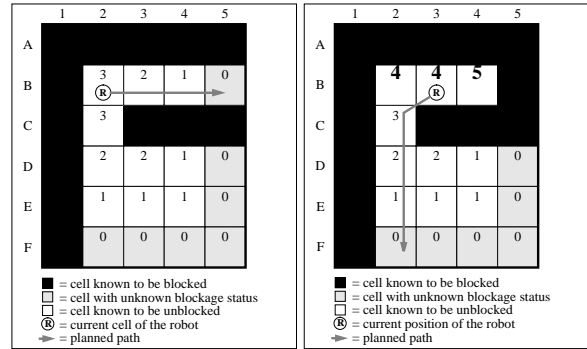 1 2 3 4 5
A
B 3 2 1 0
R
C 3
D 2 2 1 0
E 1 1 1 0
F 0 0 0 0
= cell known to be blocked
= cell with unknown blockage status
= cell known to be unblocked
R = current cell of the robot
= planned path
1 2 3 4 5
A
B 4 4 5
R
C 3
D 2 2 1 0
E 1 1 1 0
F 0 0 0 0
= cell known to be blocked
= cell with unknown blockage status
= cell known to be unblocked
R = current position of the robot
= planned path